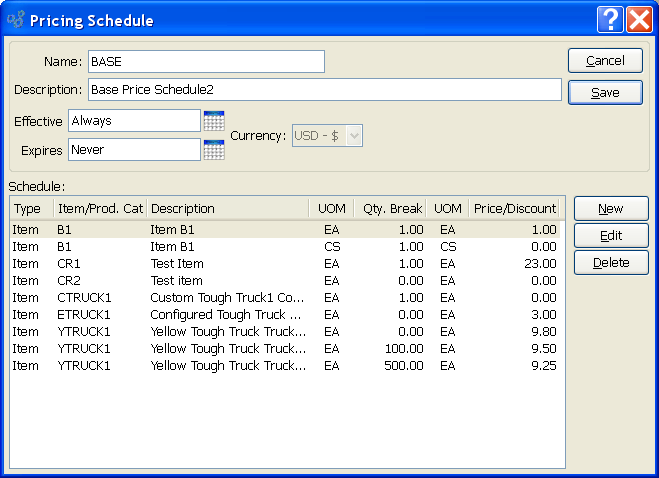 Pricing Schedule
Name: BASE
Cancel
Description: Base Price Schedule2
Save
Effective Always
Currency: USD - $
Expires Never
Schedule:
Type Item/Prod. Cat Description UOM Qty. Break UOM Price/Discount
New
Item B1 Item B1 EA 1.00 EA 1.00
Edit
Item B1 Item B1 CS 1.00 CS 0.00
Delete
Item CR1 Test Item EA 1.00 EA 23.00
Item CR2 Test item EA 0.00 EA 0.00
Item CTRUCK1 Custom Tough Truck1 Co... EA 1.00 EA 0.00
Item ETRUCK1 Configured Tough Truck ... EA 0.00 EA 3.00
Item YTRUCK1 Yellow Tough Truck Truck... EA 0.00 EA 9.80
Item YTRUCK1 Yellow Tough Truck Truck... EA 100.00 EA 9.50
Item YTRUCK1 Yellow Tough Truck Truck... EA 500.00 EA 9.25